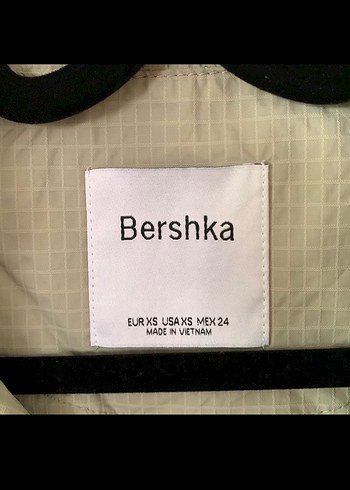 Bershka
EUR XS USA XS MEX 24
MADE IN VIETNAM